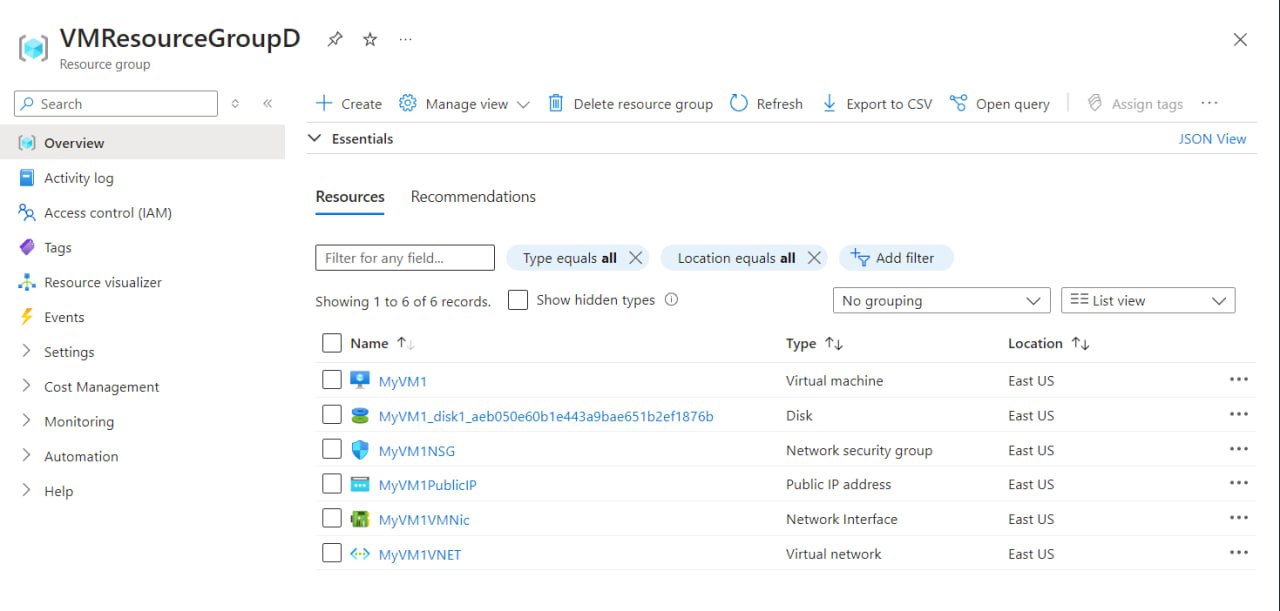 VMResourceGroupD
Resource group
Search
Create Manage view Delete resource group Refresh Export to CSV Open query Assign tags
Overview
Activity log
Access control (IAM)
Tags
Resource visualizer
Events
Settings
Cost Management
Monitoring
Automation
Help
Essentials JSON View
Resources Recommendations
Filter for any field... Type equals all Location equals all Add filter
Showing 1 to 6 of 6 records. Show hidden types No grouping List view
Name Type Location
MyVM1 Virtual machine East US
MyVM1_disk1_aeb050e60b1e443a9bae651b2ef1876b Disk East US
MyVM1NSG Network security group East US
MyVM1PublicIP Public IP address East US
MyVM1VMNic Network Interface East US
MyVM1VNET Virtual network East US